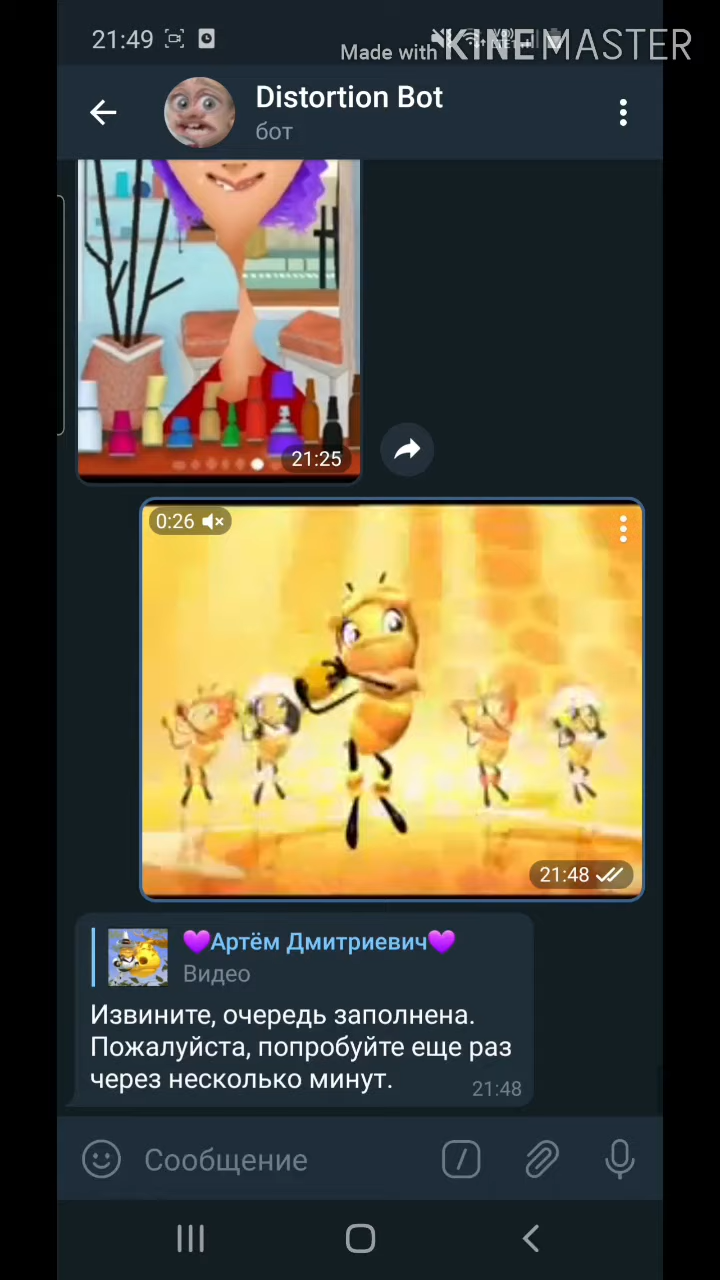 21:49
Made with KINEMASTER
Distortion Bot
бот
21:25
0:26
21:48
💜Артём Дмитриевич💜
Видео
Извините, очередь заполнена.
Пожалуйста, попробуйте еще раз
через несколько минут.
21:48
Сообщение